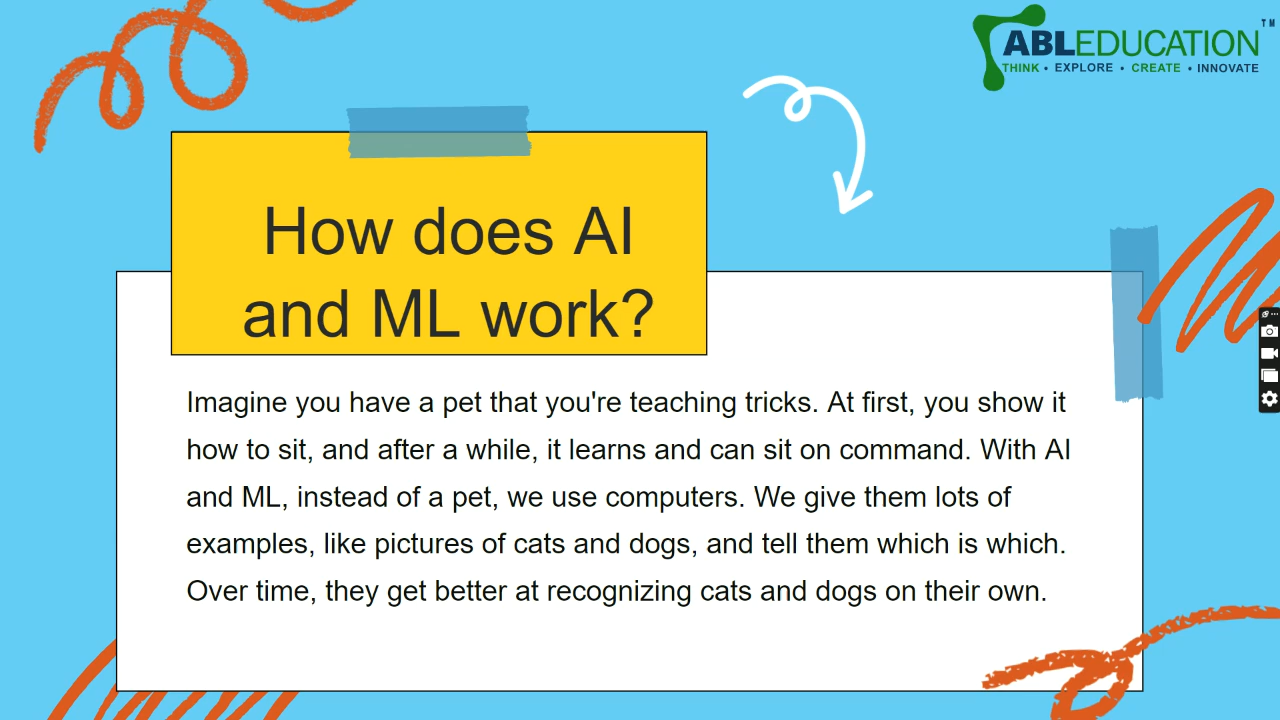 ABLEDUCATION TM
THINK • EXPLORE • CREATE • INNOVATE
How does AI
and ML work?
Imagine you have a pet that you're teaching tricks. At first, you show it
how to sit, and after a while, it learns and can sit on command. With AI
and ML, instead of a pet, we use computers. We give them lots of
examples, like pictures of cats and dogs, and tell them which is which.
Over time, they get better at recognizing cats and dogs on their own.